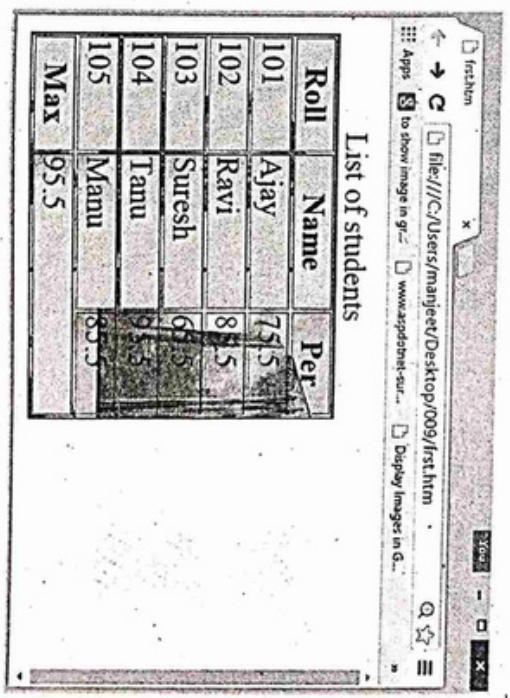 frst.htm x You
file:///C:/Users/manjeet/Desktop/009/frst.htm
Apps to show image in gr... www.aspdotnet-sur... Display Images in G... »
List of students
Roll Name Per
101 Ajay 75.5
102 Ravi
103 Suresh
104 Tanu
105 Manu 85.5
Max 95.5